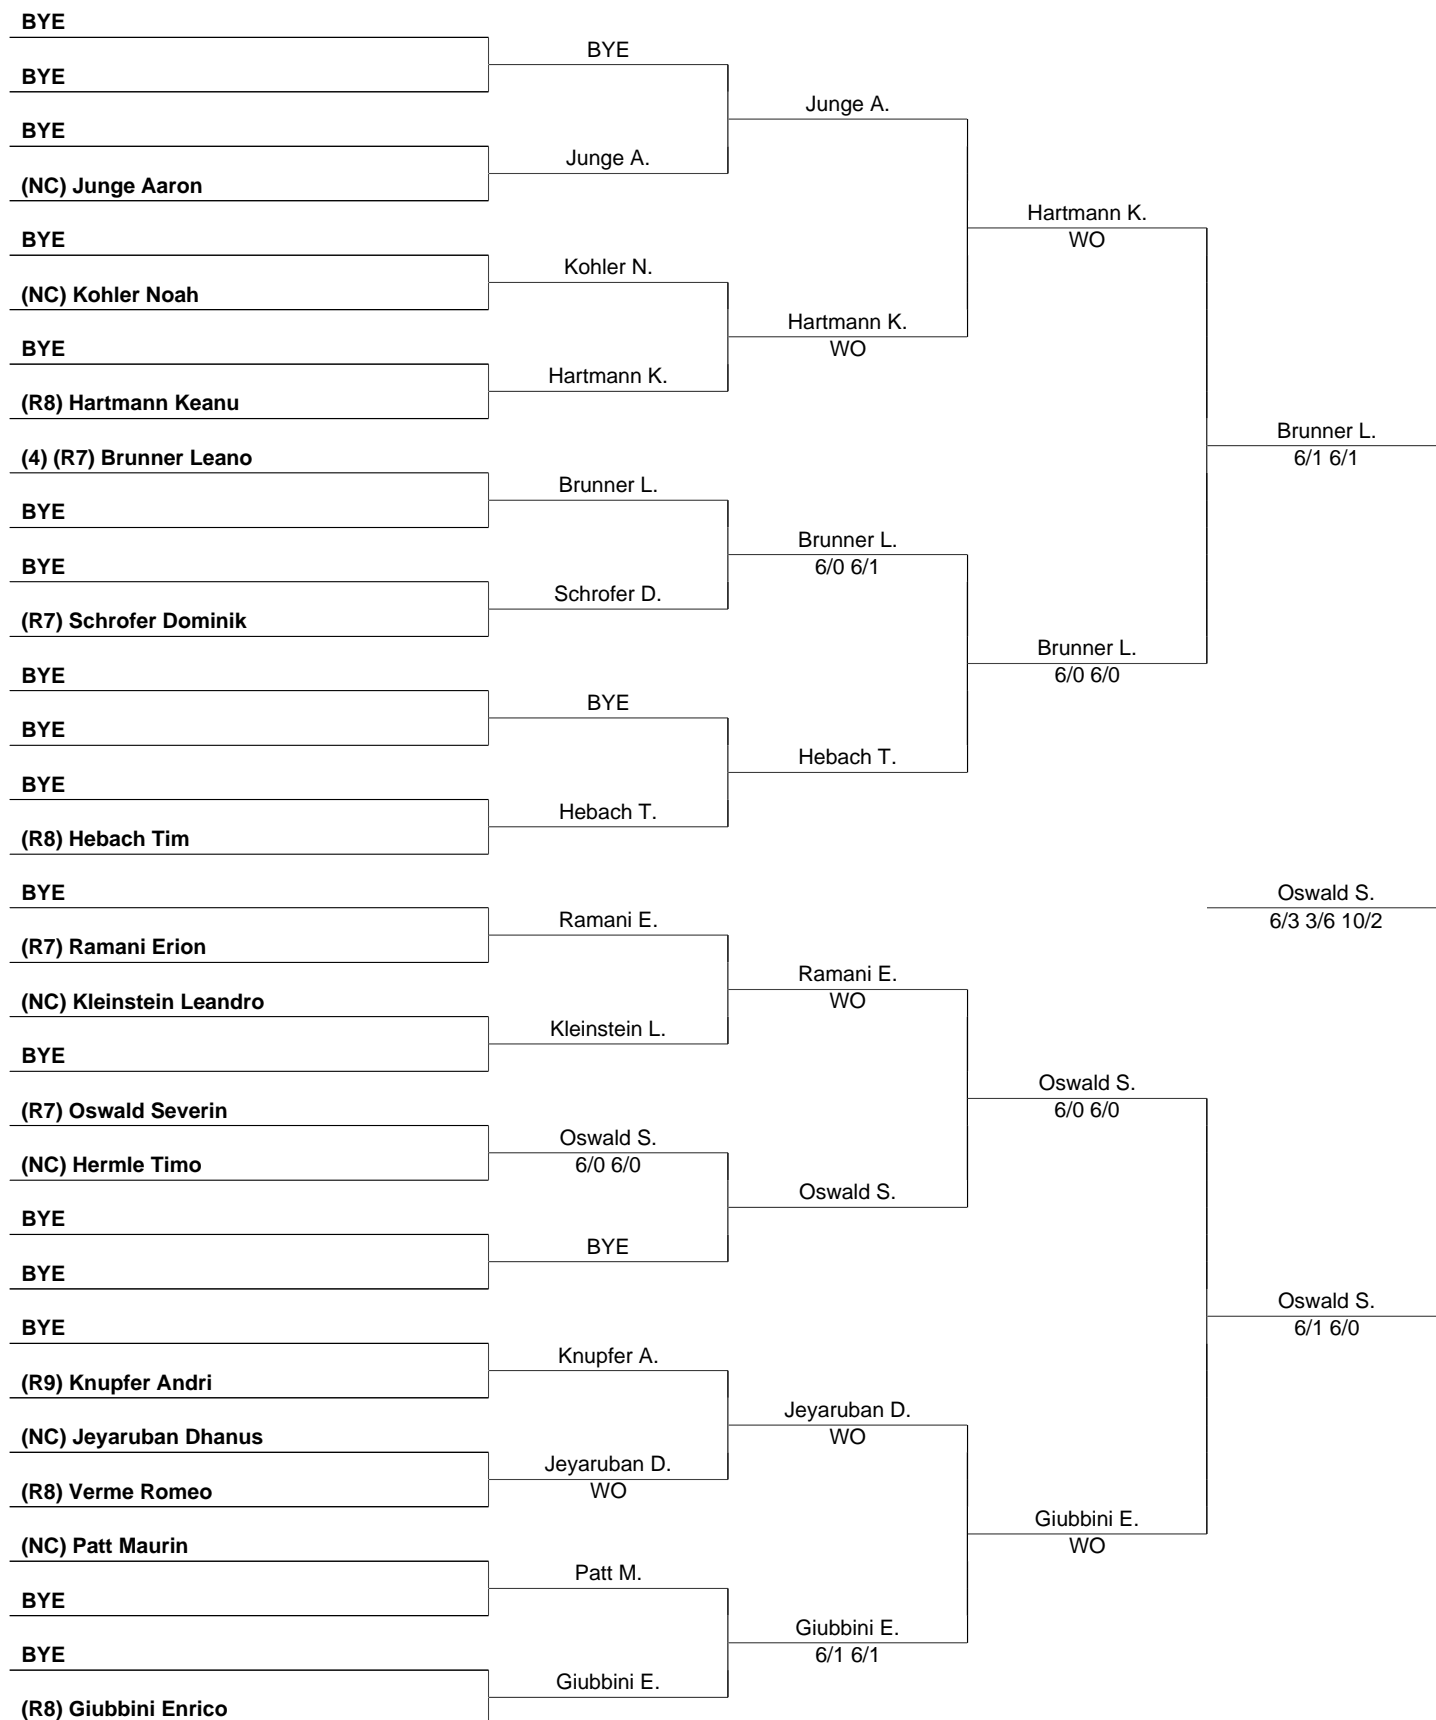 BYE
BYE
BYE
(NC) Junge Aaron
BYE
(NC) Kohler Noah
BYE
(R8) Hartmann Keanu
(4) (R7) Brunner Leano
BYE
BYE
(R7) Schrofer Dominik
BYE
BYE
BYE
(R8) Hebach Tim
BYE
(R7) Ramani Erion
(NC) Kleinstein Leandro
BYE
(R7) Oswald Severin
(NC) Hermle Timo
BYE
BYE
BYE
(R9) Knupfer Andri
(NC) Jeyaruban Dhanus
(R8) Verme Romeo
(NC) Patt Maurin
BYE
BYE
(R8) Giubbini Enrico
BYE
Junge A.
Kohler N.
Hartmann K.
Brunner L.
Schrofer D.
BYE
Hebach T.
Ramani E.
Kleinstein L.
Oswald S.
6/0 6/0
BYE
Knupfer A.
Jeyaruban D.
WO
Patt M.
Giubbini E.
Junge A.
Hartmann K.
WO
Brunner L.
6/0 6/1
Hebach T.
Ramani E.
WO
Oswald S.
Jeyaruban D.
WO
Giubbini E.
6/1 6/1
Hartmann K.
WO
Brunner L.
6/0 6/0
Oswald S.
6/0 6/0
Giubbini E.
WO
Brunner L.
6/1 6/1
Oswald S.
6/3 3/6 10/2
Oswald S.
6/1 6/0